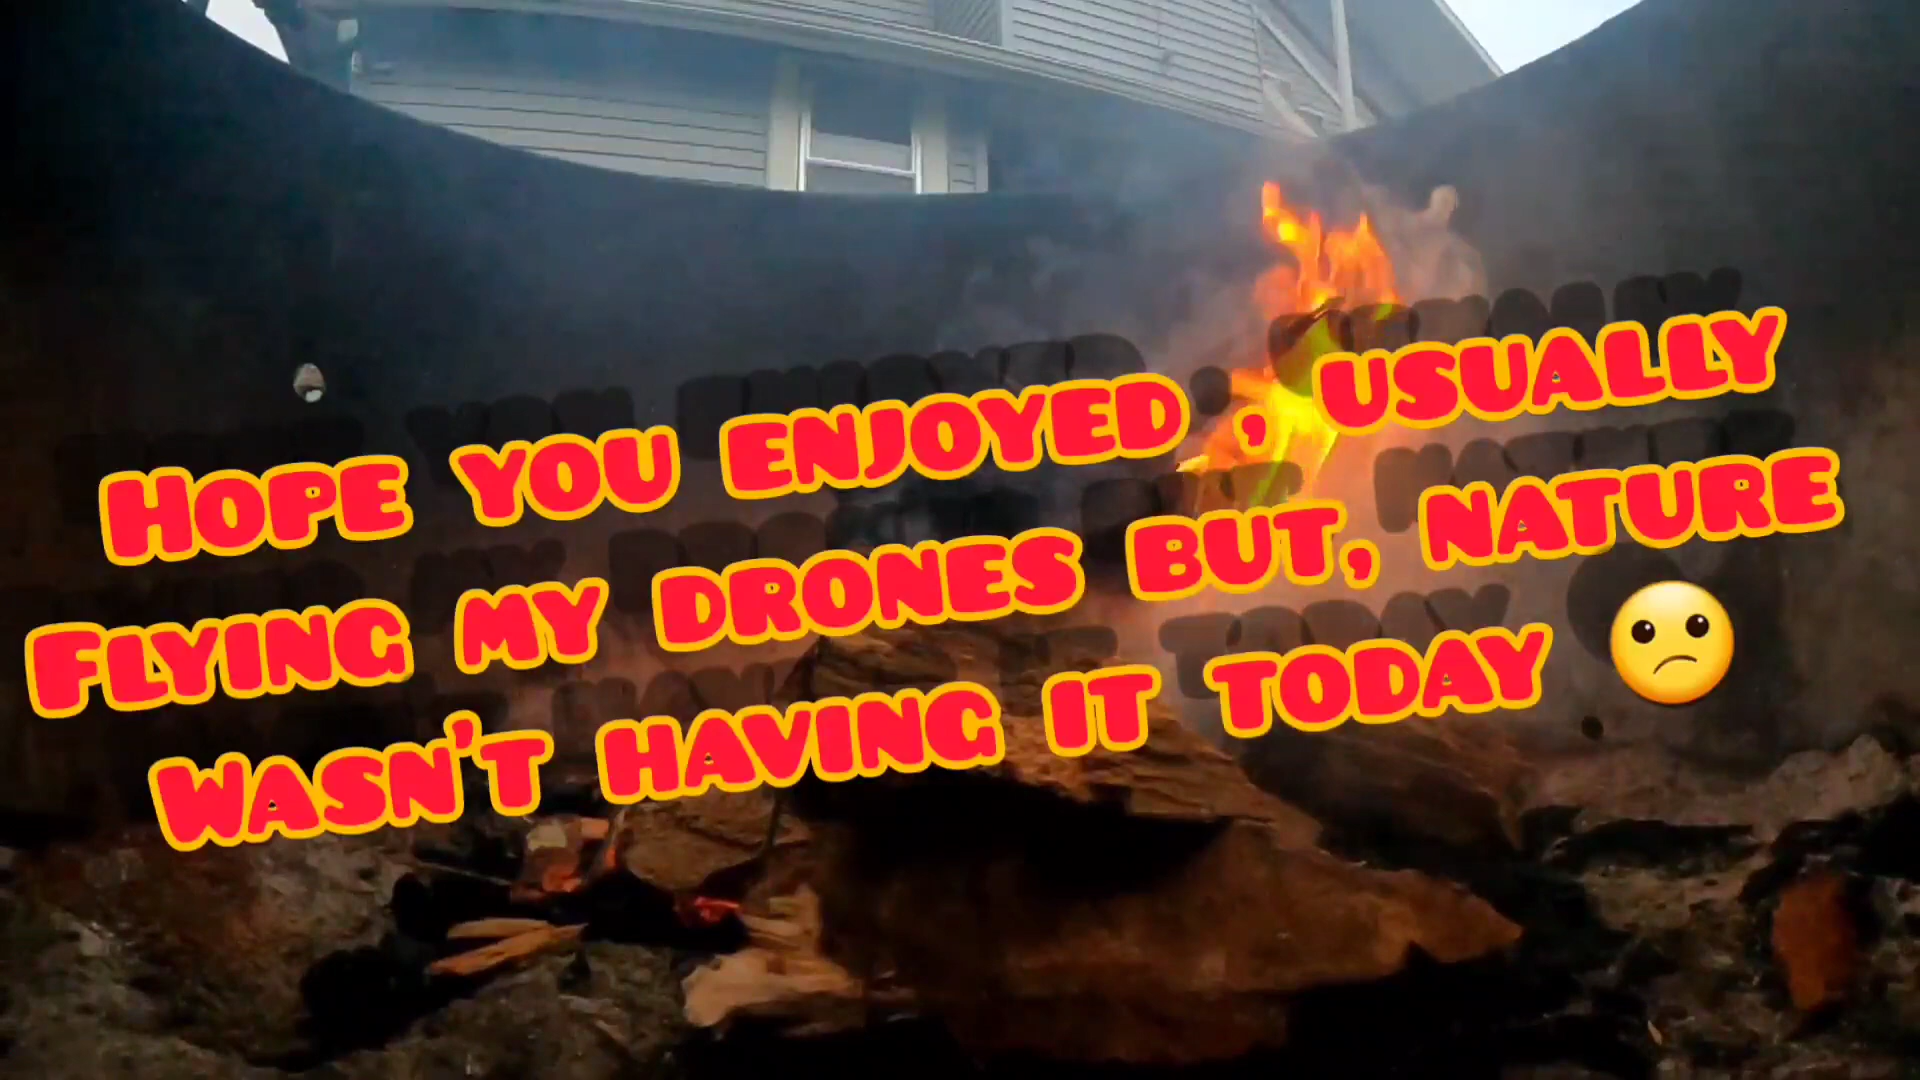 Hope you enjoyed , usually
Flying my drones but, nature
Wasn't having it today 😕